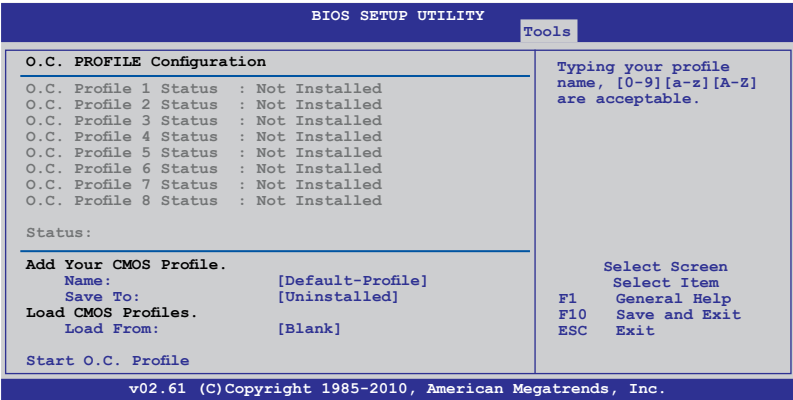 BIOS SETUP UTILITY
Tools
O.C. PROFILE Configuration
O.C. Profile 1 Status : Not Installed
O.C. Profile 2 Status : Not Installed
O.C. Profile 3 Status : Not Installed
O.C. Profile 4 Status : Not Installed
O.C. Profile 5 Status : Not Installed
O.C. Profile 6 Status : Not Installed
O.C. Profile 7 Status : Not Installed
O.C. Profile 8 Status : Not Installed
Status:
Add Your CMOS Profile.
Name: [Default-Profile]
Save To: [Uninstalled]
Load CMOS Profiles.
Load From: [Blank]
Start O.C. Profile
Typing your profile
name, [0-9][a-z][A-Z]
are acceptable.
Select Screen
Select Item
F1 General Help
F10 Save and Exit
ESC Exit
v02.61 (C)Copyright 1985-2010, American Megatrends, Inc.